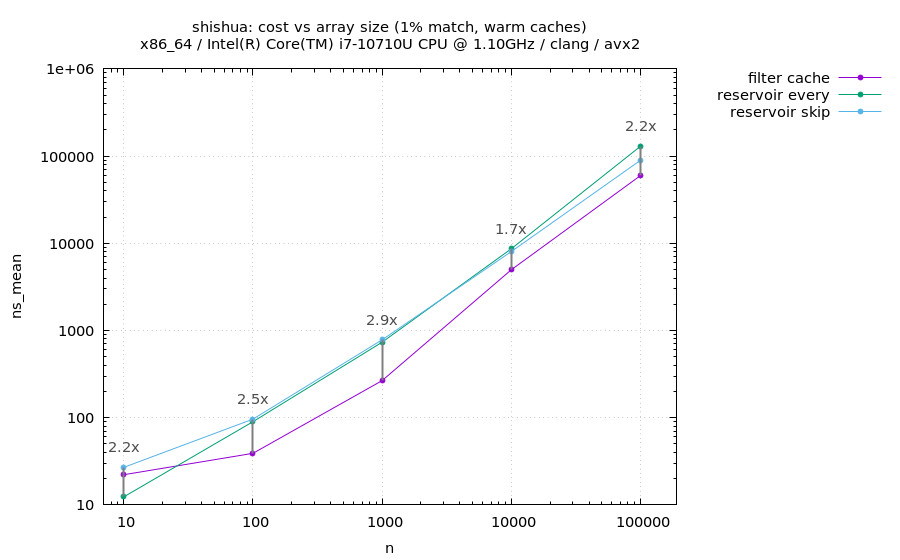 shishua: cost vs array size (1% match, warm caches)
x86_64 / Intel(R) Core(TM) i7-10710U CPU @ 1.10GHz / clang / avx2
filter cache
reservoir every
reservoir skip
1e+06
100000
10000
1000
100
10
ns_mean
2.2x
2.5x
2.9x
1.7x
2.2x
10
100
1000
10000
100000
n